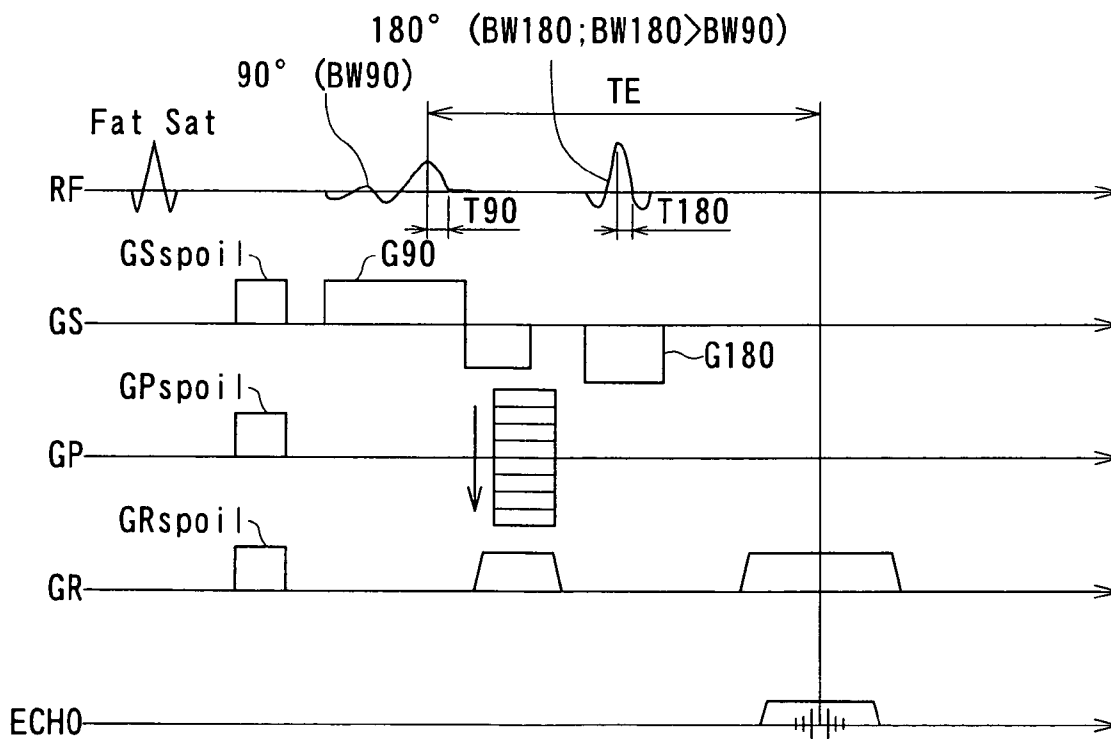 180° (BW180;BW180>BW90)
90° (BW90)
TE
Fat Sat
RF
T90
T180
GSspoil
G90
GS
G180
GPspoil
GP
GRspoil
GR
ECHO